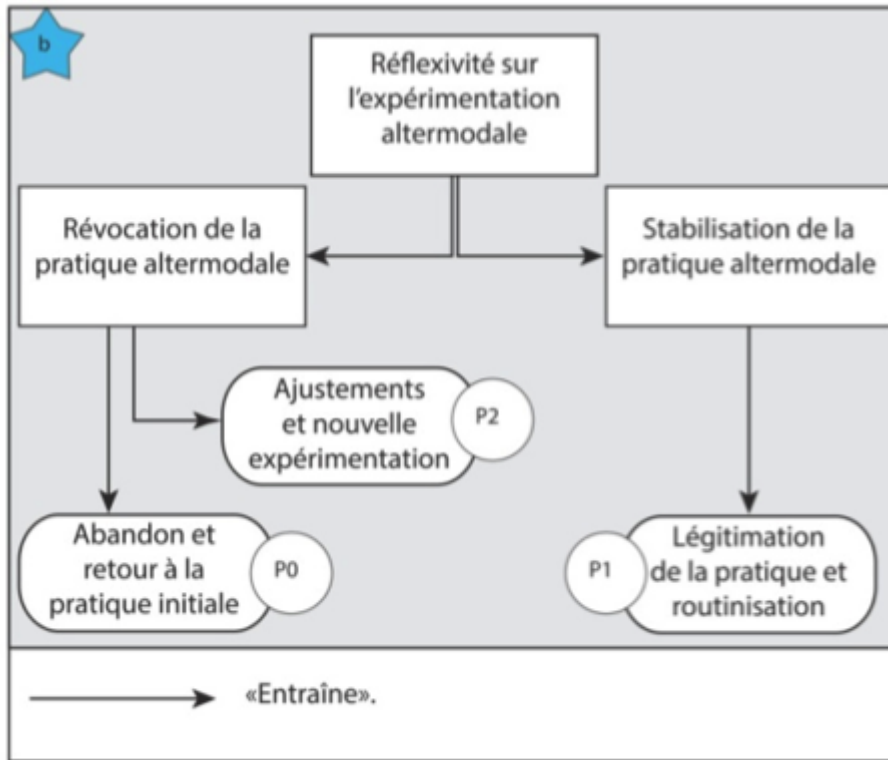 b
Réflexivité sur
l'expérimentation
altermodale
Révocation de la
pratique altermodale
Stabilisation de la
pratique altermodale
Ajustements
et nouvelle
expérimentation
P2
Abandon et
retour à la
pratique initiale
P0
P1
Légitimation
de la pratique et
routinisation
«Entraîne».